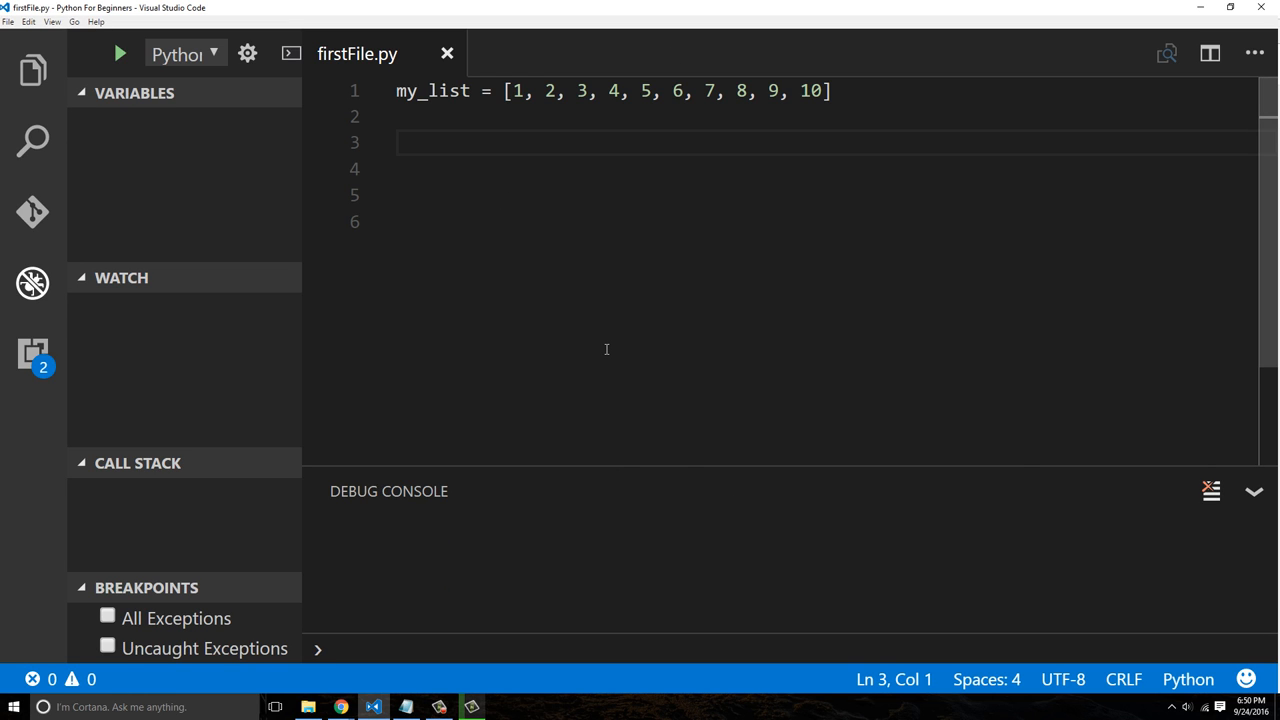 firstFile.py - Python For Beginners - Visual Studio Code
File Edit View Go Help
firstFile.py
VARIABLES
WATCH
CALL STACK
BREAKPOINTS
All Exceptions
Uncaught Exceptions
2
1 my_list = [1, 2, 3, 4, 5, 6, 7, 8, 9, 10]
2
3
4
5
6
DEBUG CONSOLE
0 0 Ln 3, Col 1 Spaces: 4 UTF-8 CRLF Python
I'm Cortana. Ask me anything.
6:50 PM
9/24/2016